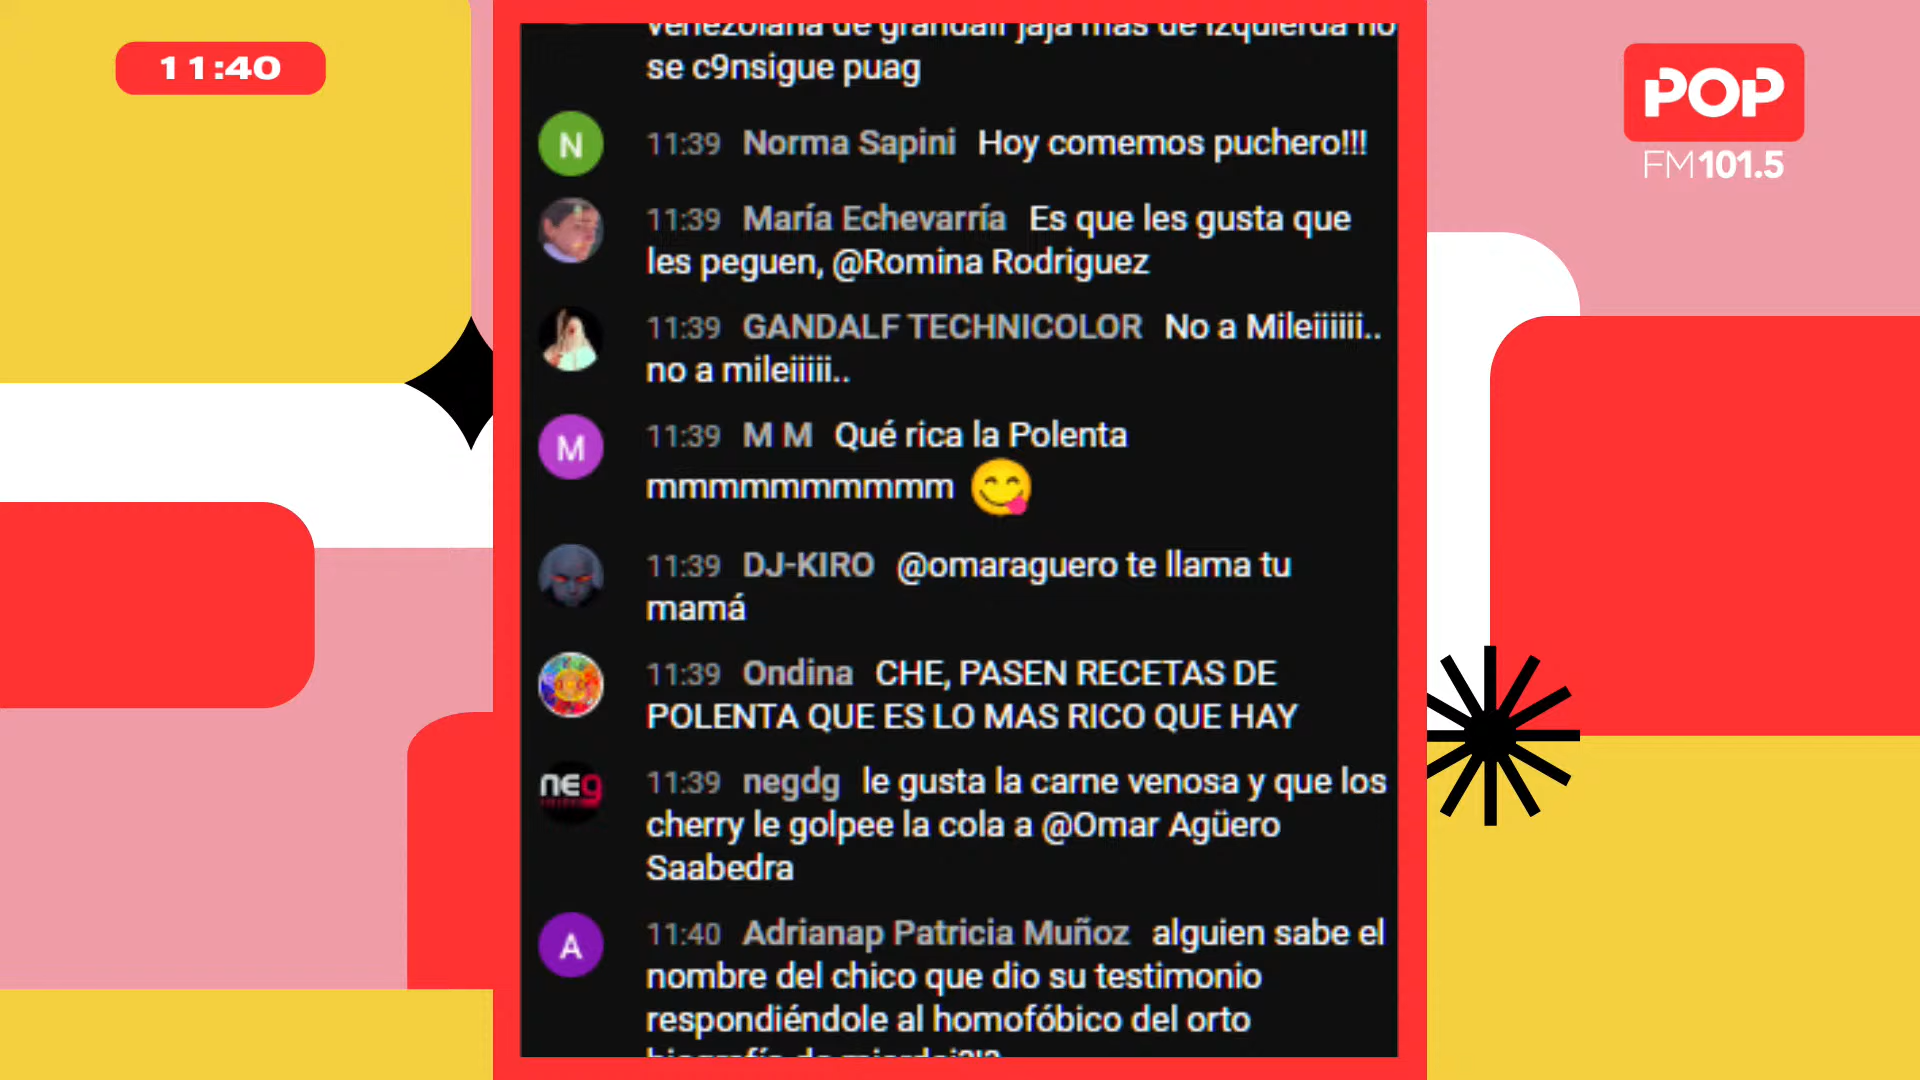 11:40
POP
FM101.5
venezolana de grandalf jaja mas de izquierda no
se c9nsigue puag
N
11:39 Norma Sapini Hoy comemos puchero!!!
11:39 María Echevarría Es que les gusta que
les peguen, @Romina Rodriguez
11:39 GANDALF TECHNICOLOR No a Mileiiiiiii..
no a mileiiiii..
M
11:39 M M Qué rica la Polenta
mmmmmmmmmm 😋
11:39 DJ-KIRO @omaraguero te llama tu
mamá
11:39 Ondina CHE, PASEN RECETAS DE
POLENTA QUE ES LO MAS RICO QUE HAY
neg
11:39 negdg le gusta la carne venosa y que los
cherry le golpee la cola a @Omar Agüero
Saabedra
A
11:40 Adrianap Patricia Muñoz alguien sabe el
nombre del chico que dio su testimonio
respondiéndole al homofóbico del orto